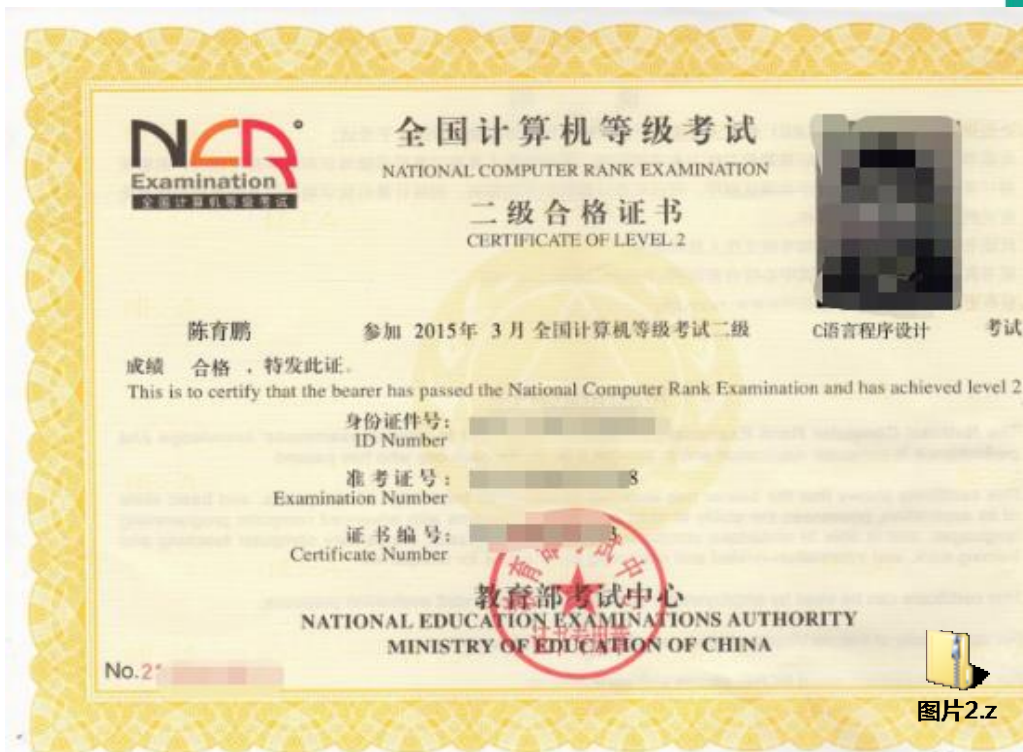 NCR
Examination
全国计算机等级考试
全国计算机等级考试
NATIONAL COMPUTER RANK EXAMINATION
二级合格证书
CERTIFICATE OF LEVEL 2
陈育鹏 参加 2015年 3月 全国计算机等级考试二级 C语言程序设计 考试
成绩 合格 ，特发此证。
This is to certify that the bearer has passed the National Computer Rank Examination and has achieved level 2
身份证件号：
ID Number
准考证号： 8
Examination Number
证书编号： 3
Certificate Number
教育部考试中心
NATIONAL EDUCATION EXAMINATIONS AUTHORITY
MINISTRY OF EDUCATION OF CHINA
No.2
图片2.z